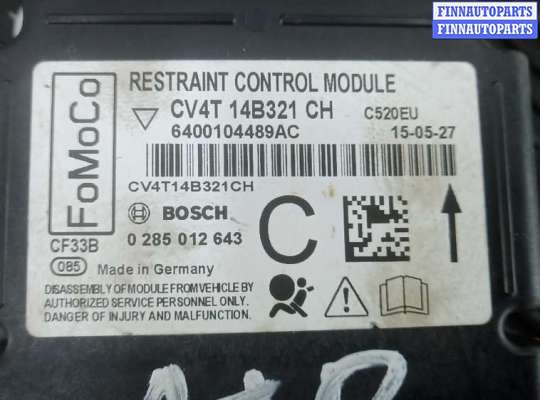 FINNAUTOPARTS
FINNAUTOPARTS
FoMoCo
RESTRAINT CONTROL MODULE
CV4T 14B321 CH
C520EU
6400104489AC
15-05-27
CV4T14B321CH
BOSCH
C
CF33B
0 285 012 643
085
Made in Germany
DISASSEMBLY OF MODULE FROM VEHICLE BY
AUTHORIZED SERVICE PERSONNEL ONLY.
DANGER OF INJURY AND MALFUNCTION.